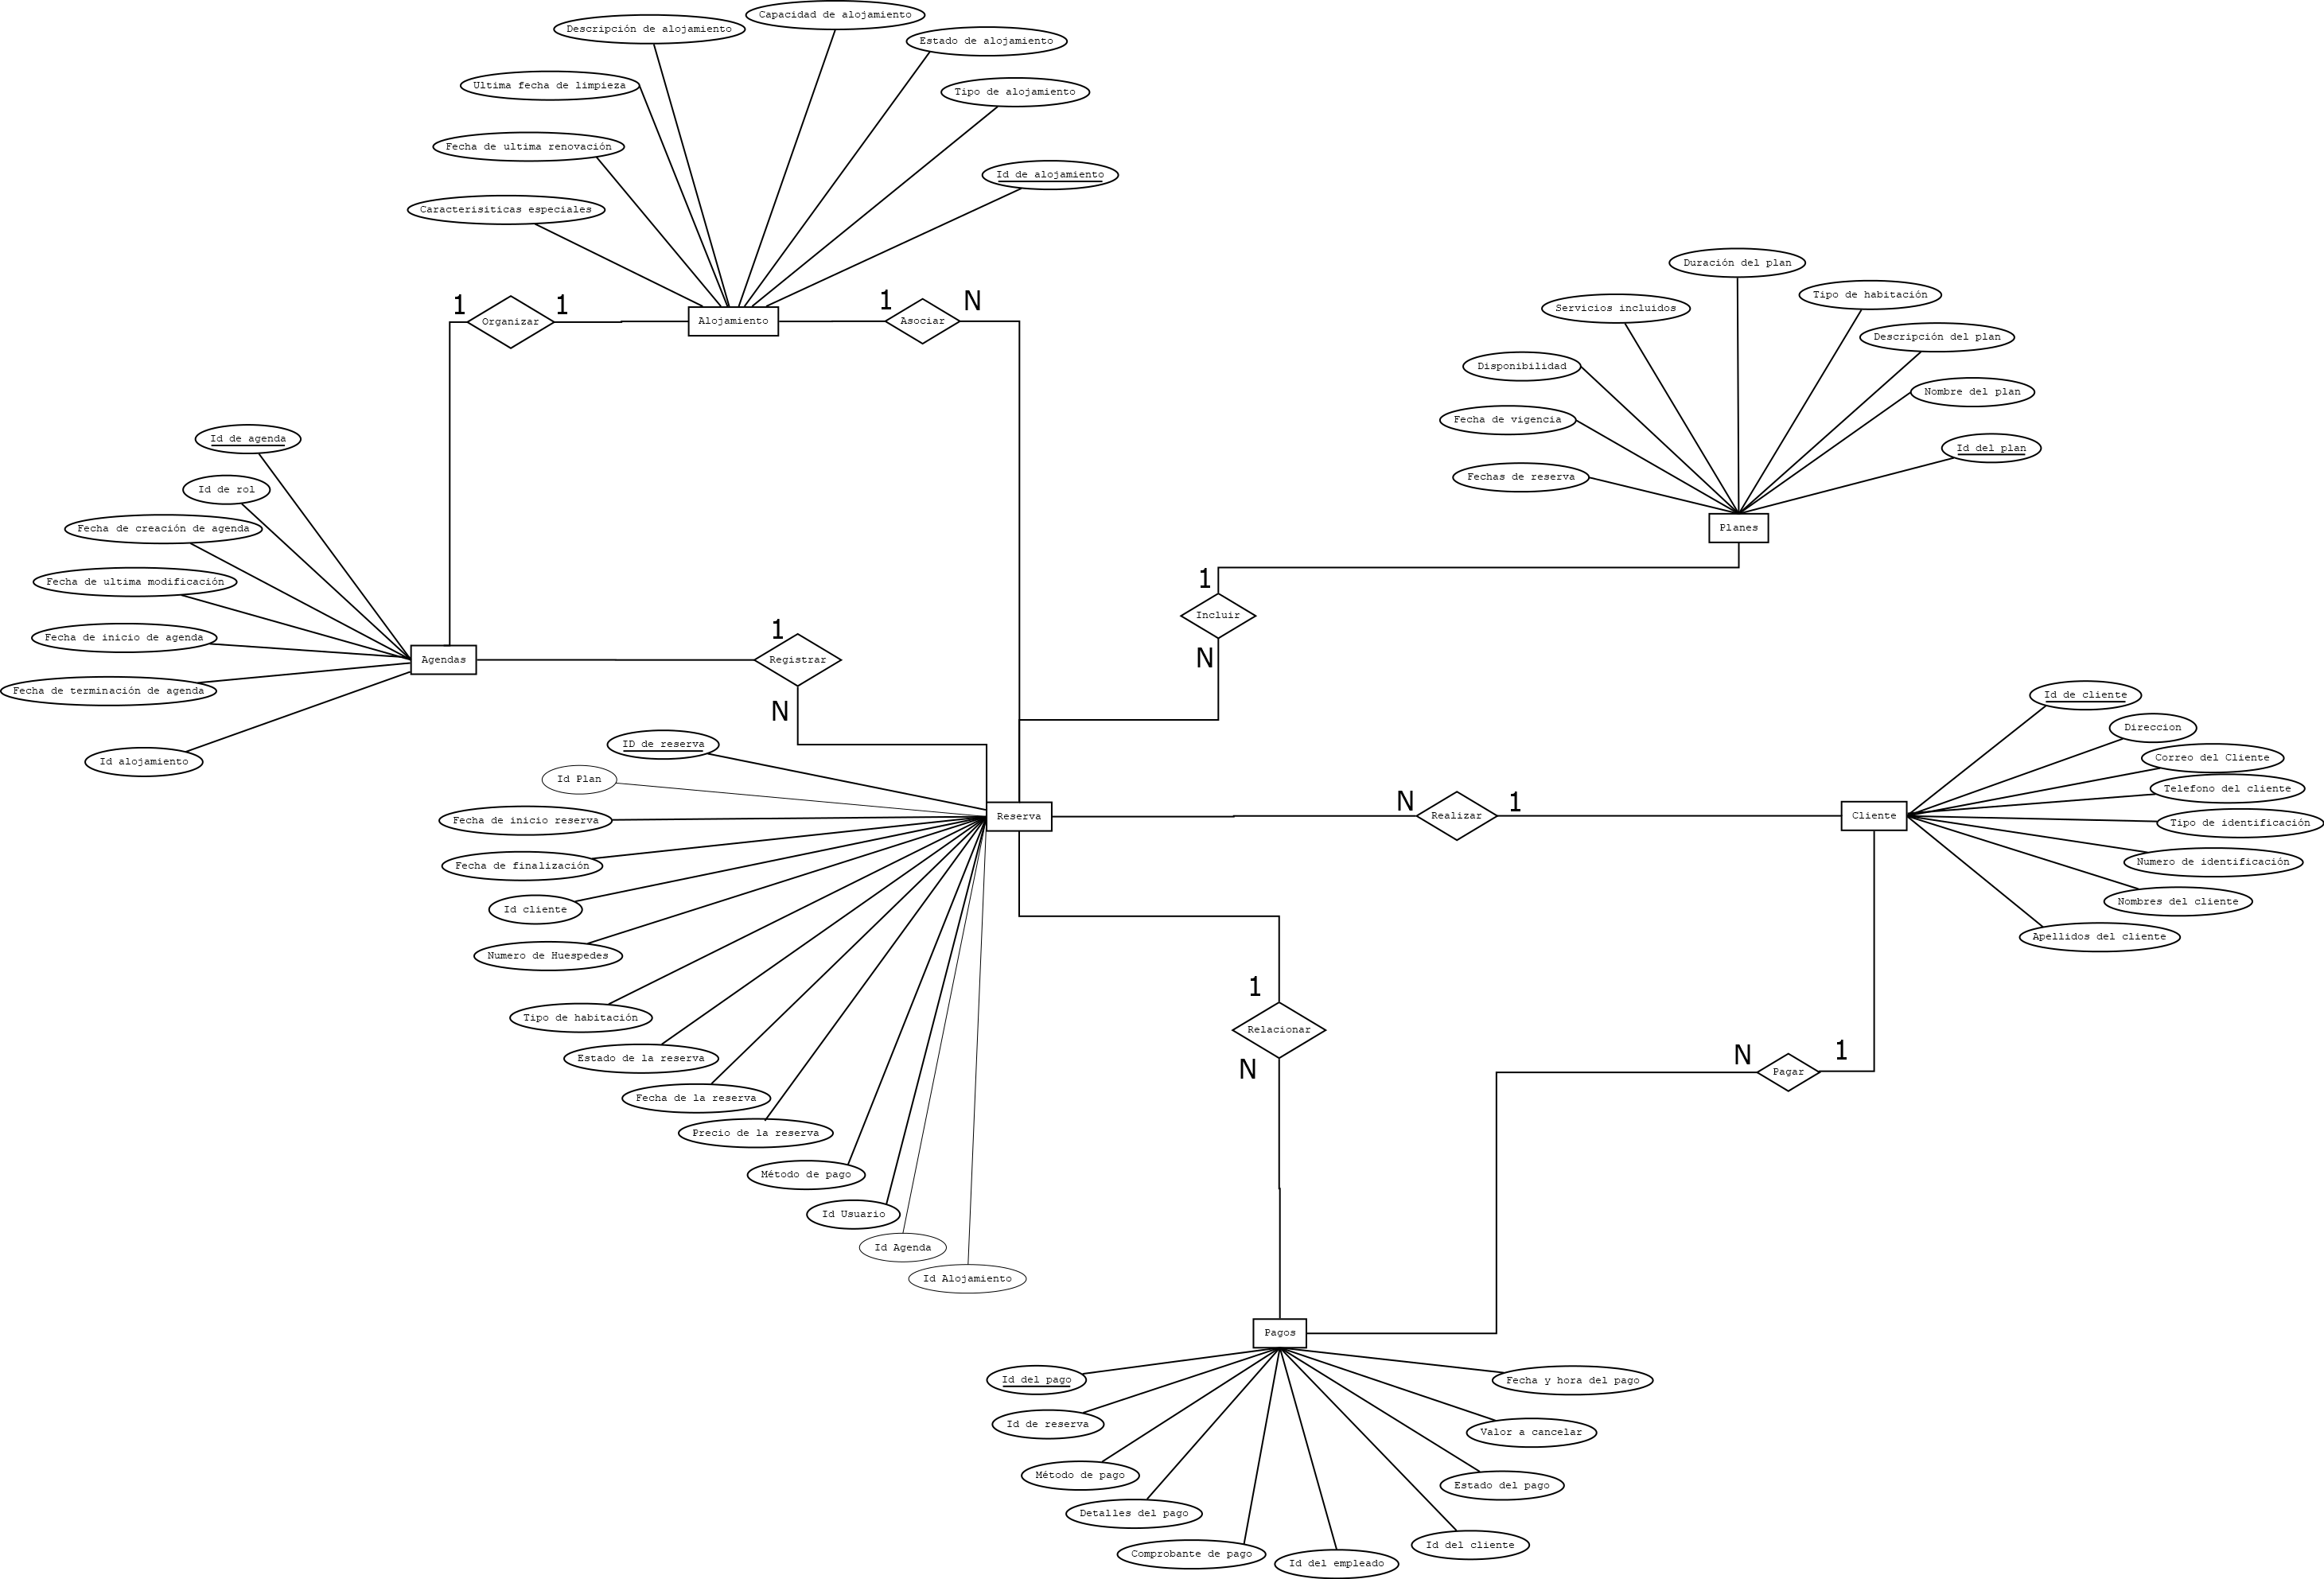 Capacidad de alojamiento
Descripción de alojamiento
Estado de alojamiento
Ultima fecha de limpieza
Tipo de alojamiento
Fecha de ultima renovación
Id de alojamiento
Caracterisiticas especiales
1
Organizar
1
Alojamiento
1
Asociar
N
Duración del plan
Tipo de habitación
Servicios incluidos
Descripción del plan
Disponibilidad
Nombre del plan
Fecha de vigencia
Id del plan
Fechas de reserva
Planes
Id de agenda
Id de rol
Fecha de creación de agenda
Fecha de ultima modificación
Fecha de inicio de agenda
Fecha de terminación de agenda
Id alojamiento
Agendas
1
Registrar
N
1
Incluir
N
ID de reserva
Id Plan
Fecha de inicio reserva
Fecha de finalización
Id cliente
Numero de Huespedes
Tipo de habitación
Estado de la reserva
Fecha de la reserva
Precio de la reserva
Método de pago
Id Usuario
Id Agenda
Id Alojamiento
Reserva
N
Realizar
1
Cliente
Id de cliente
Direccion
Correo del Cliente
Telefono del cliente
Tipo de identificación
Numero de identificación
Nombres del cliente
Apellidos del cliente
1
Relacionar
N
N
Pagar
1
Pagos
Id del pago
Id de reserva
Método de pago
Detalles del pago
Comprobante de pago
Id del empleado
Id del cliente
Estado del pago
Valor a cancelar
Fecha y hora del pago